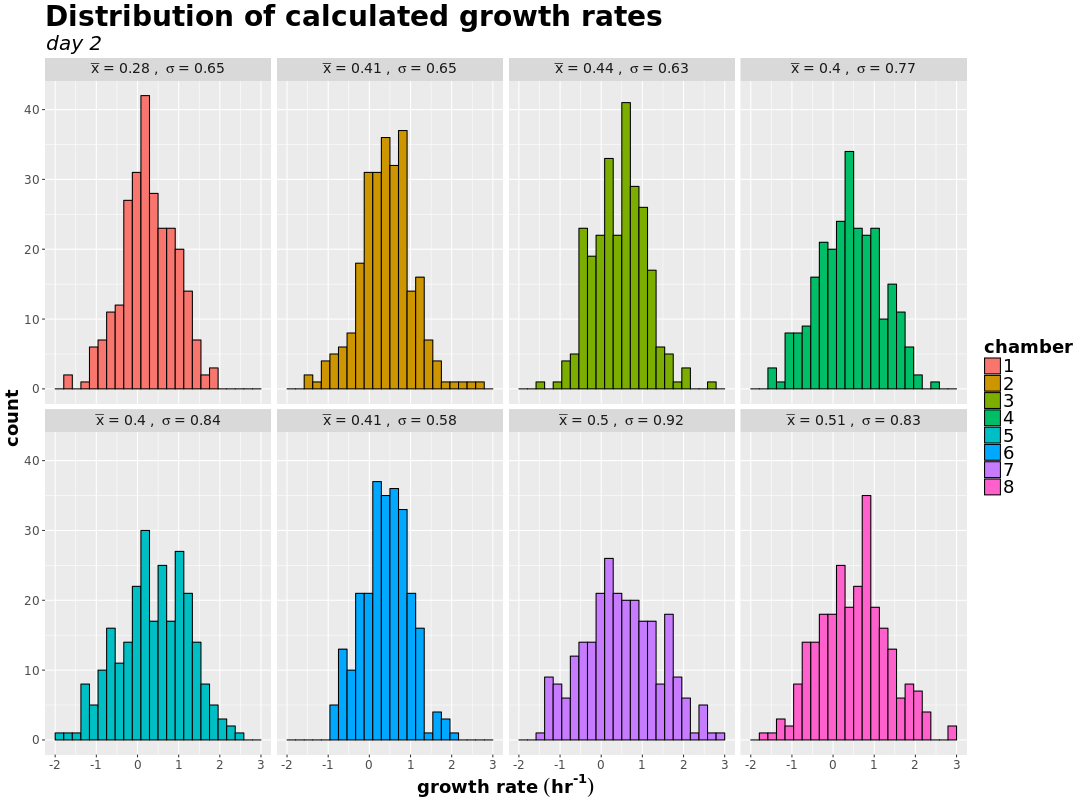 Distribution of calculated growth rates
day 2
x̅ = 0.28 , σ = 0.65
x̅ = 0.41 , σ = 0.65
x̅ = 0.44 , σ = 0.63
x̅ = 0.4 , σ = 0.77
40
30
20
10
0
x̅ = 0.4 , σ = 0.84
x̅ = 0.41 , σ = 0.58
x̅ = 0.5 , σ = 0.92
x̅ = 0.51 , σ = 0.83
40
30
20
10
0
-2 -1 0 1 2 3
-2 -1 0 1 2 3
-2 -1 0 1 2 3
-2 -1 0 1 2 3
count
growth rate (hr⁻¹)
chamber
1
2
3
4
5
6
7
8